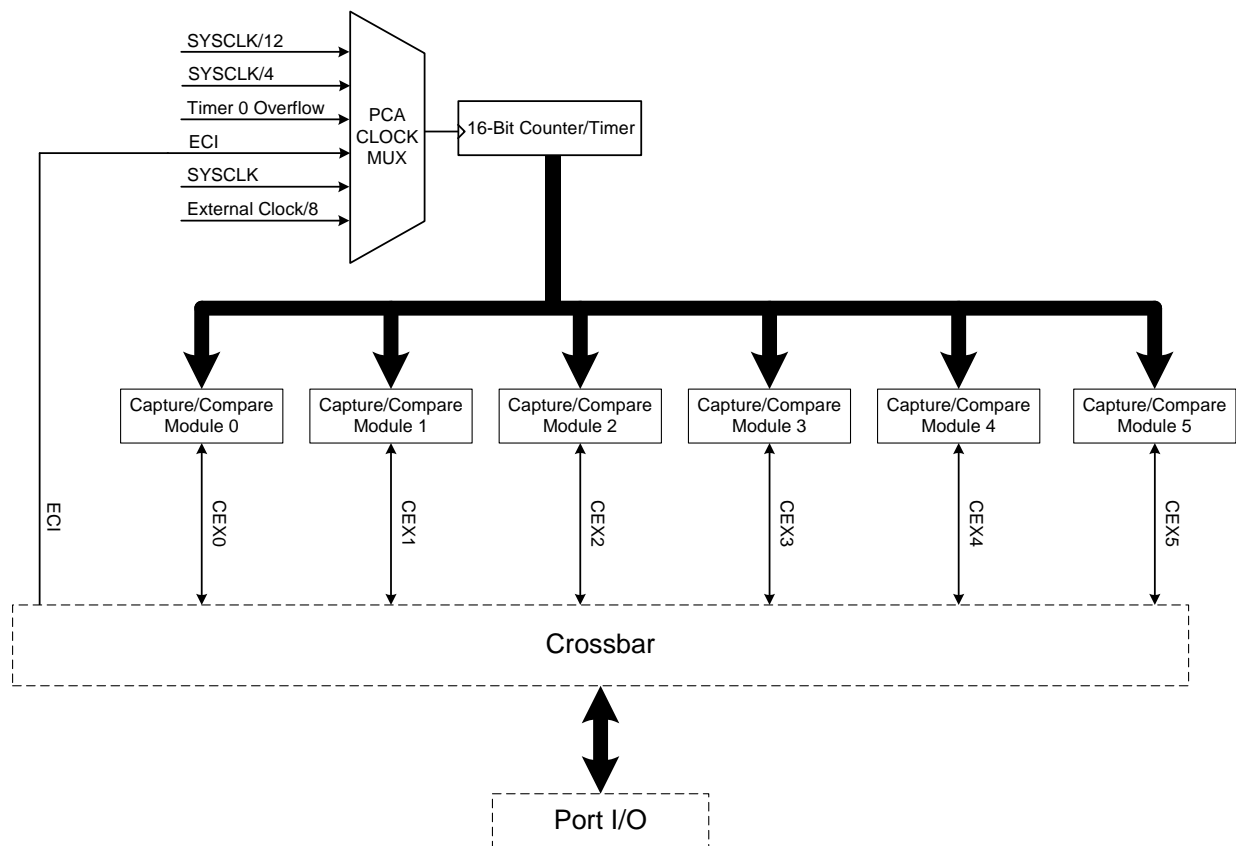 SYSCLK/12
SYSCLK/4
Timer 0 Overflow
ECI
SYSCLK
External Clock/8
PCA
CLOCK
MUX
16-Bit Counter/Timer
Capture/Compare
Module 0
Capture/Compare
Module 1
Capture/Compare
Module 2
Capture/Compare
Module 3
Capture/Compare
Module 4
Capture/Compare
Module 5
ECI
CEX0
CEX1
CEX2
CEX3
CEX4
CEX5
Crossbar
Port I/O